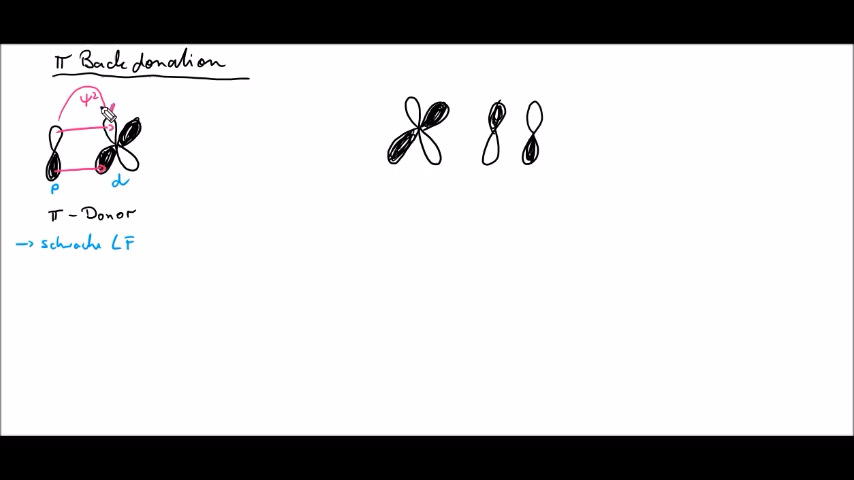 π Backdonation
ψ²
p d
π - Donor
→ schwache LF